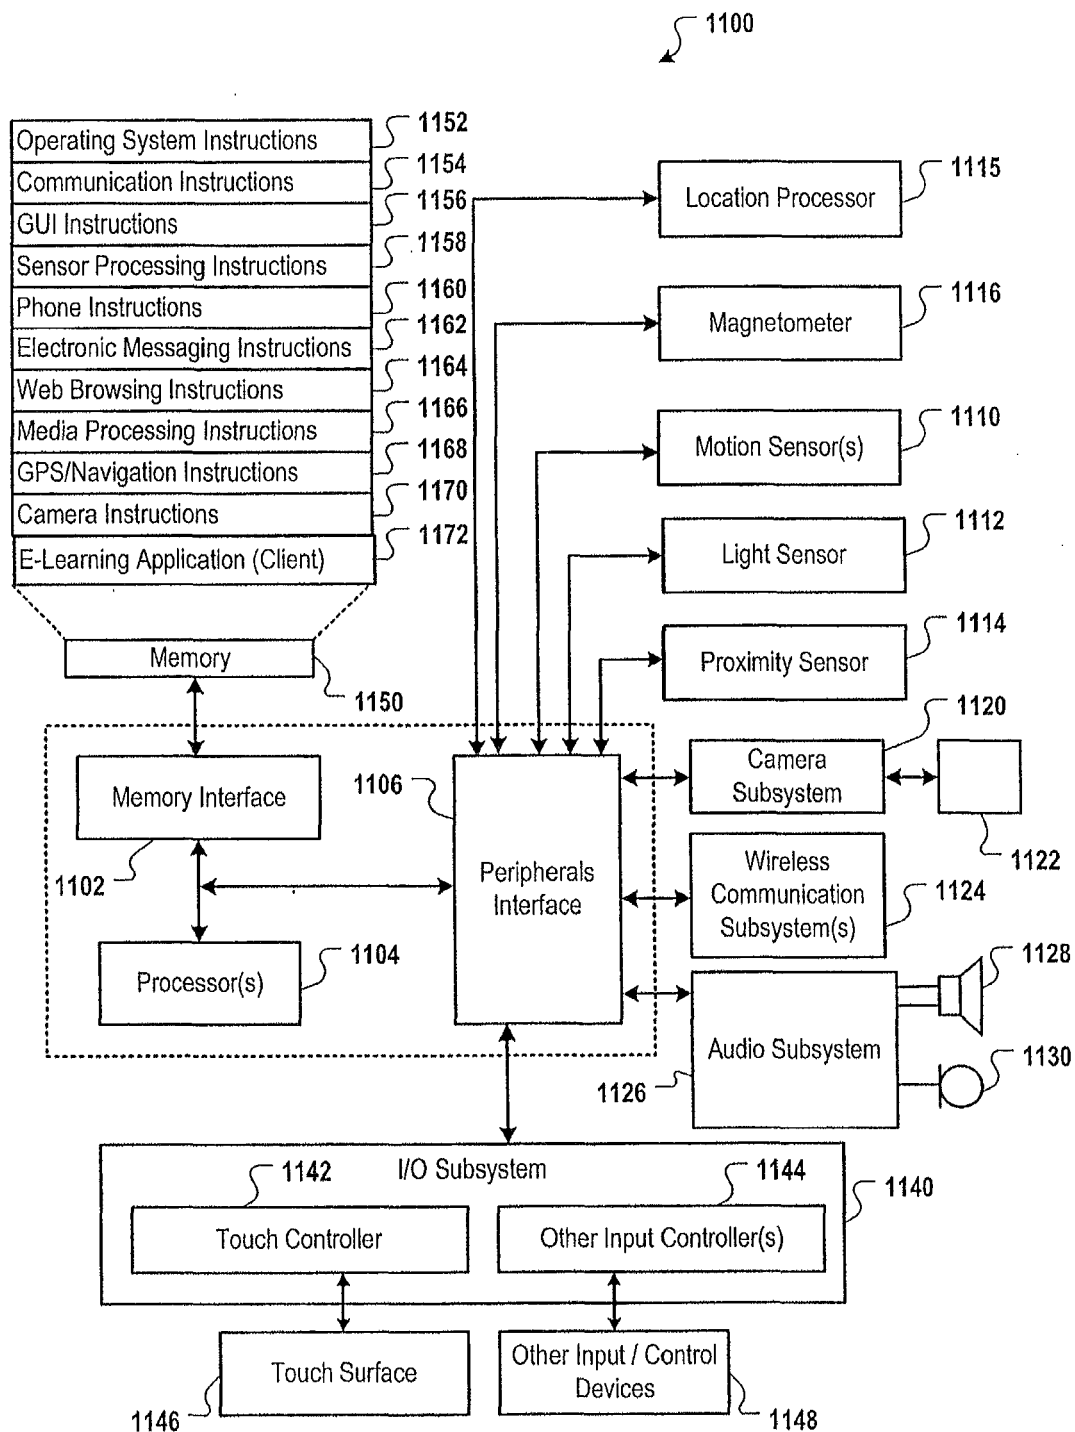 1100
Operating System Instructions
1152
Communication Instructions
1154
GUI Instructions
1156
Sensor Processing Instructions
1158
Phone Instructions
1160
Electronic Messaging Instructions
1162
Web Browsing Instructions
1164
Media Processing Instructions
1166
GPS/Navigation Instructions
1168
Camera Instructions
1170
E-Learning Application (Client)
1172
Memory
1150
Location Processor
1115
Magnetometer
1116
Motion Sensor(s)
1110
Light Sensor
1112
Proximity Sensor
1114
Memory Interface
1102
Processor(s)
1104
1106
Peripherals
Interface
Camera
Subsystem
1120
1122
Wireless
Communication
Subsystem(s)
1124
Audio Subsystem
1126
1128
1130
I/O Subsystem
1140
1142
Touch Controller
1144
Other Input Controller(s)
Touch Surface
1146
Other Input / Control
Devices
1148